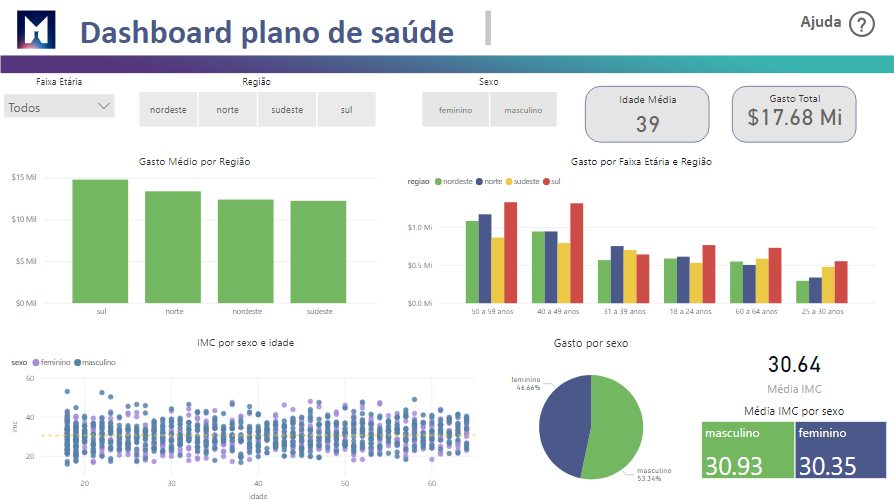 Dashboard plano de saúde
Ajuda ?
Faixa Etária
Todos
Região
nordeste norte sudeste sul
Sexo
feminino masculino
Idade Média
39
Gasto Total
$17.68 Mi
Gasto Médio por Região
$15 Mil
$10 Mil
$5 Mil
$0 Mil
sul norte nordeste sudeste
Gasto por Faixa Etária e Região
regiao nordeste norte sudeste sul
$1.0 Mi
$0.5 Mi
$0.0 Mi
50 a 59 anos 40 a 49 anos 31 a 39 anos 18 a 24 anos 60 a 64 anos 25 a 30 anos
IMC por sexo e idade
sexo feminino masculino
imc
60
40
20
20 30 40 50 60
idade
Gasto por sexo
feminino
46.66%
masculino
53.34%
30.64
Média IMC
Média IMC por sexo
masculino
30.93
feminino
30.35